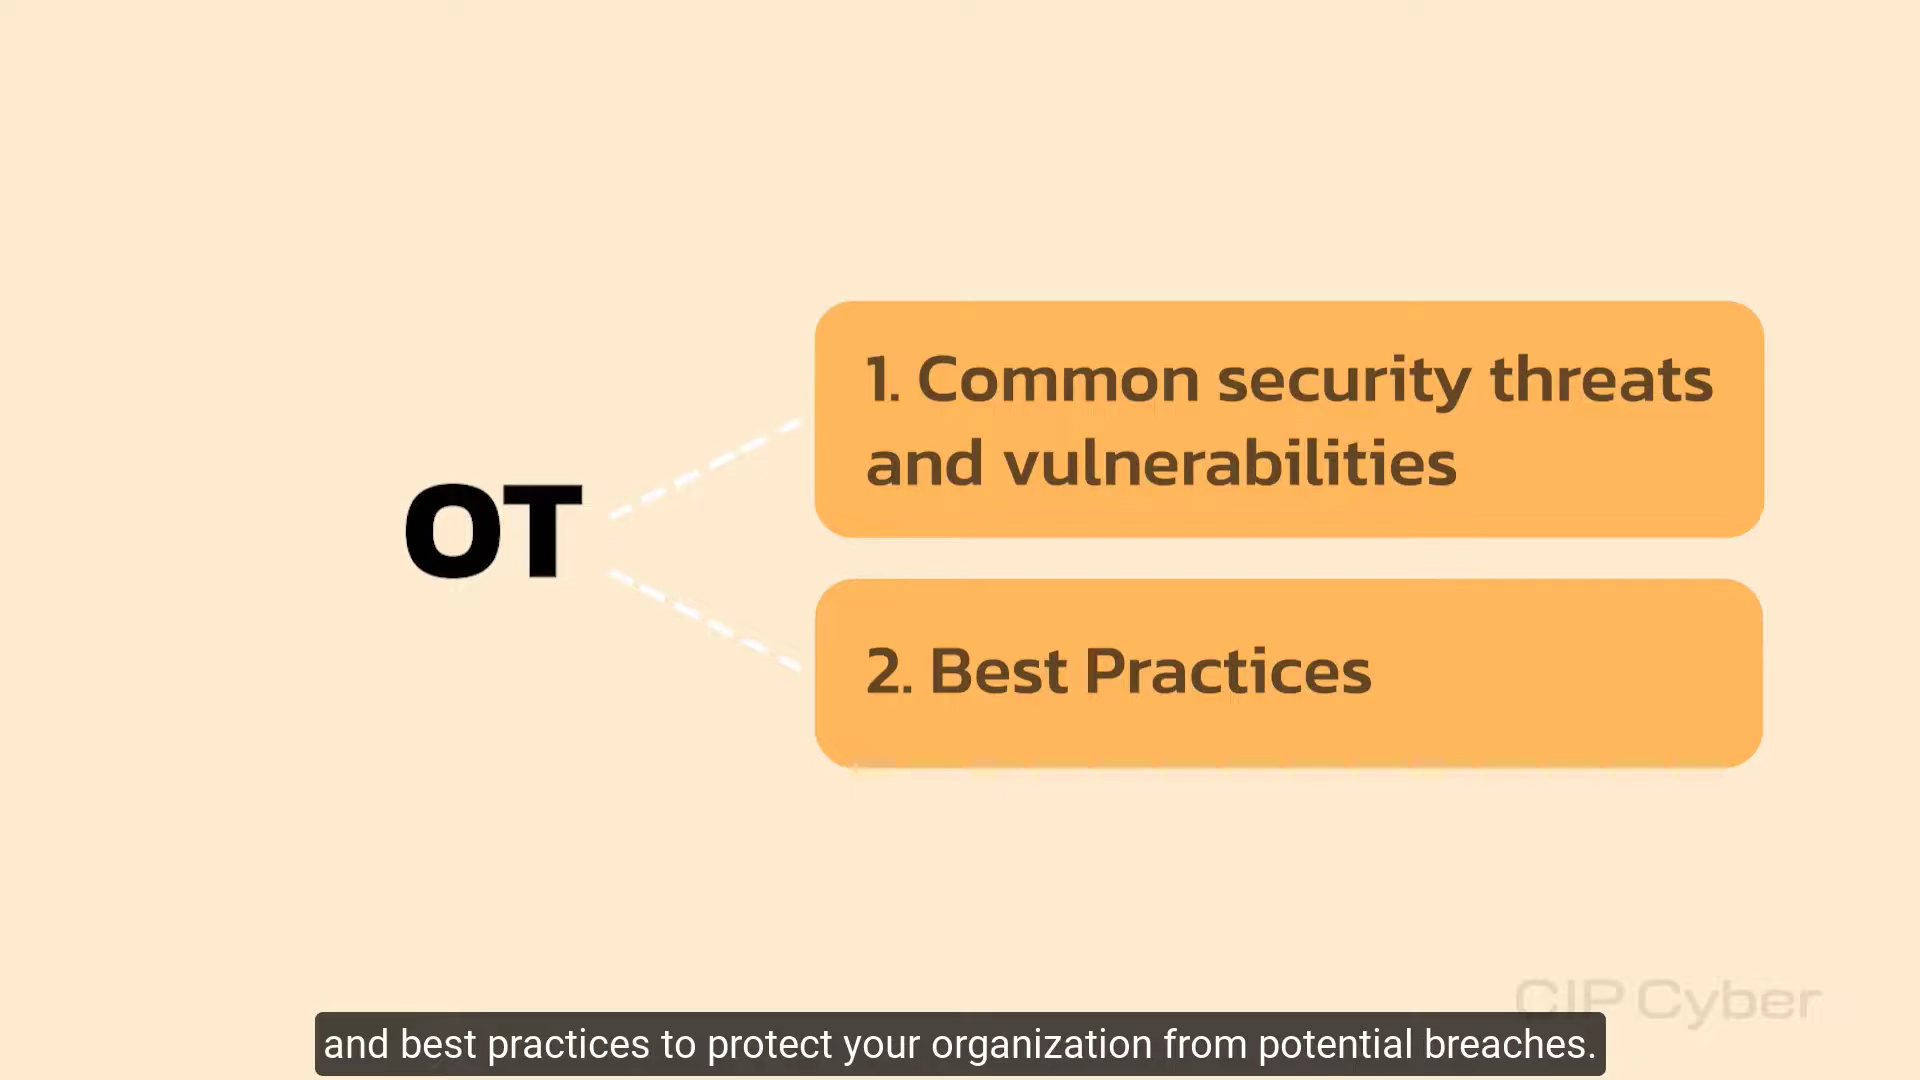 OT
1. Common security threats
and vulnerabilities
2. Best Practices
CIP Cyber
and best practices to protect your organization from potential breaches.